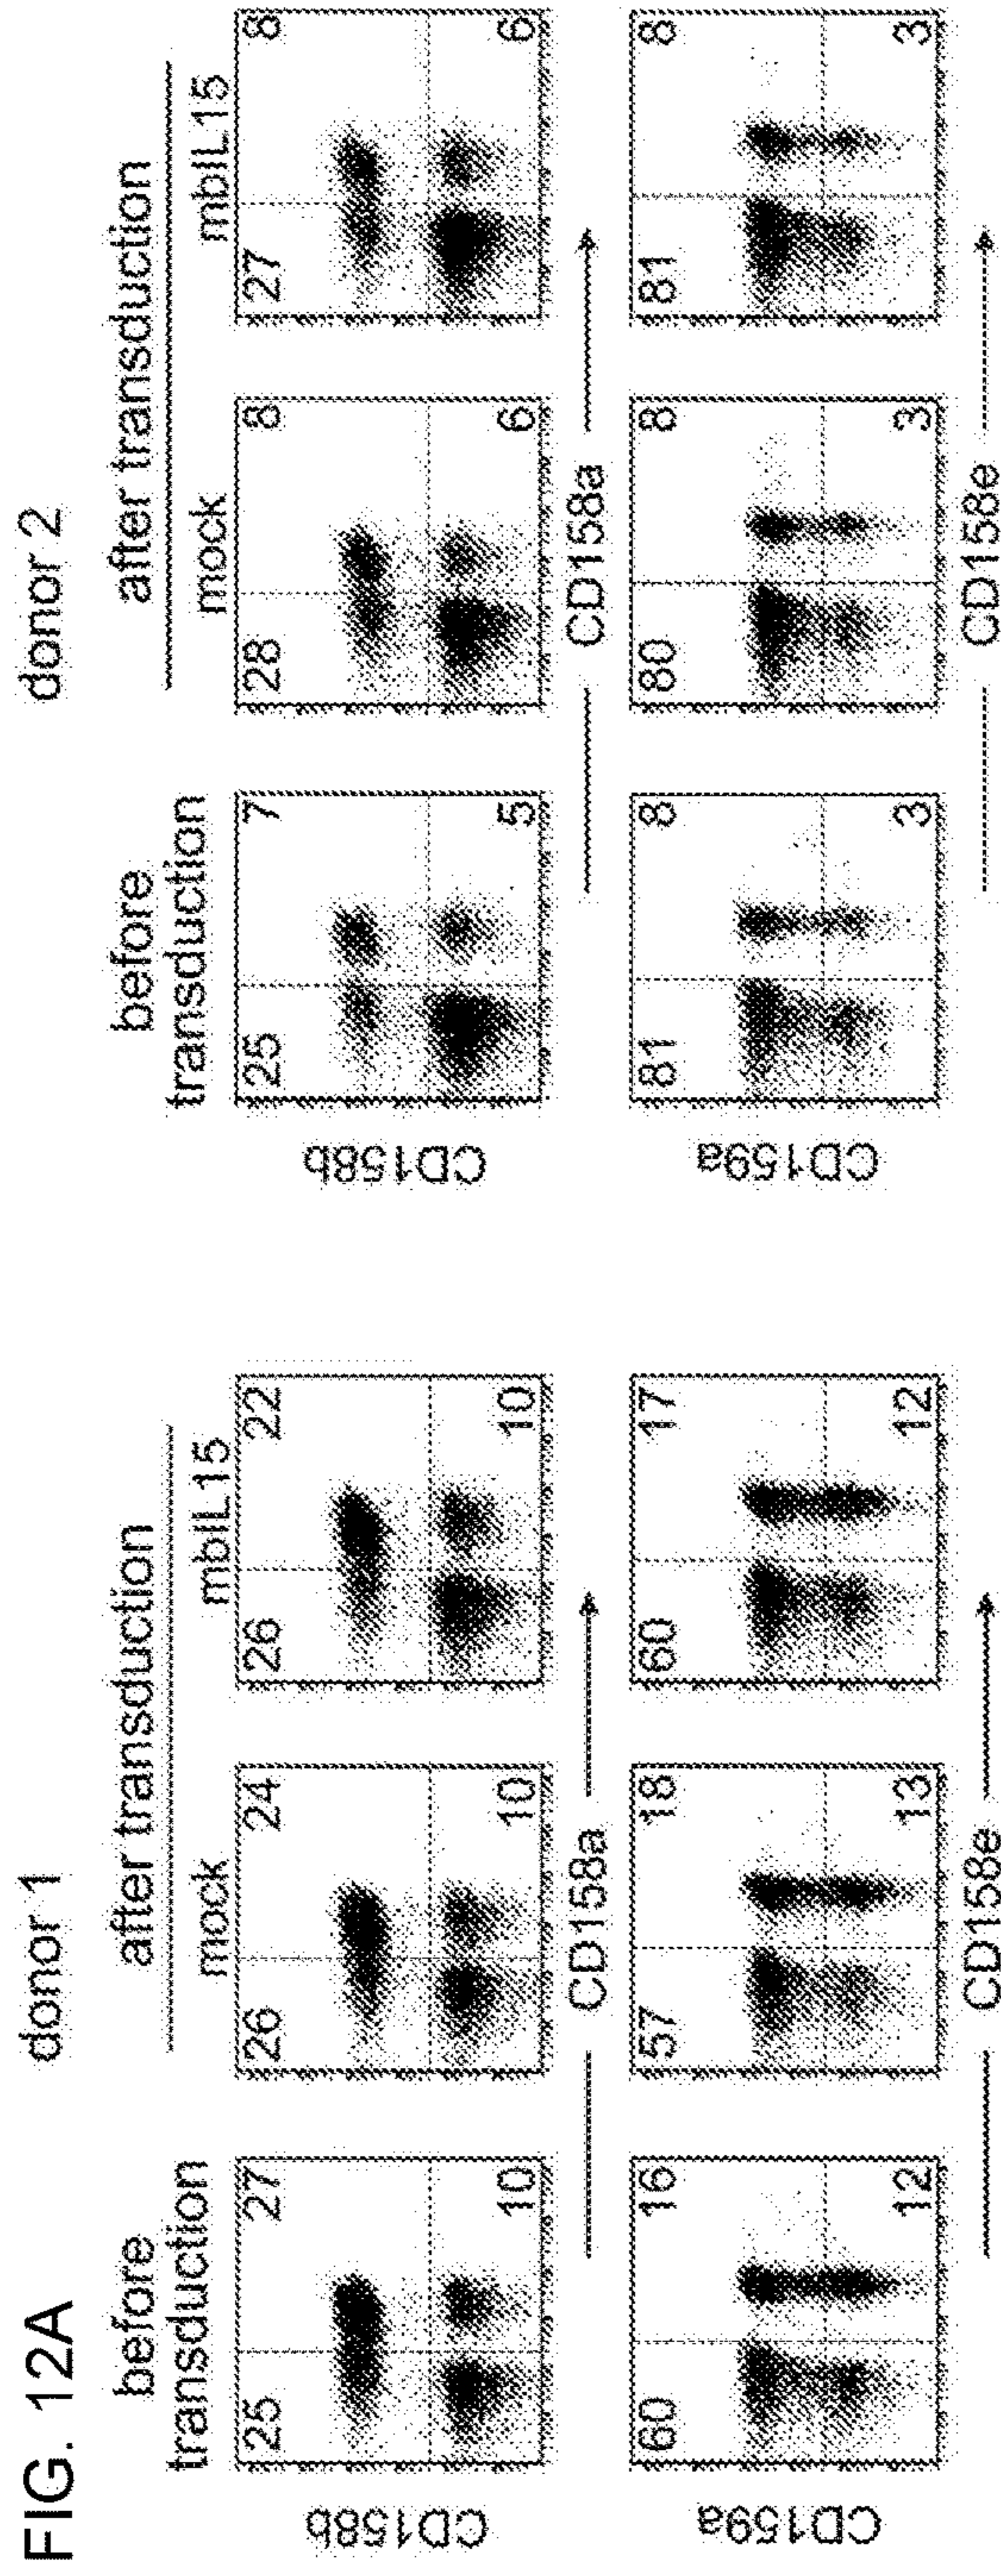 FIG. 12A
donor 1
before
transduction
after transduction
mock
mbIL15
CD158b
25
27
10
26
24
10
26
22
10
CD158a
CD159a
60
16
12
57
18
13
60
17
12
CD158e
donor 2
before
transduction
after transduction
mock
mbIL15
CD158b
25
7
5
28
8
6
27
8
6
CD158a
CD159a
81
8
3
80
8
3
81
8
3
CD158e